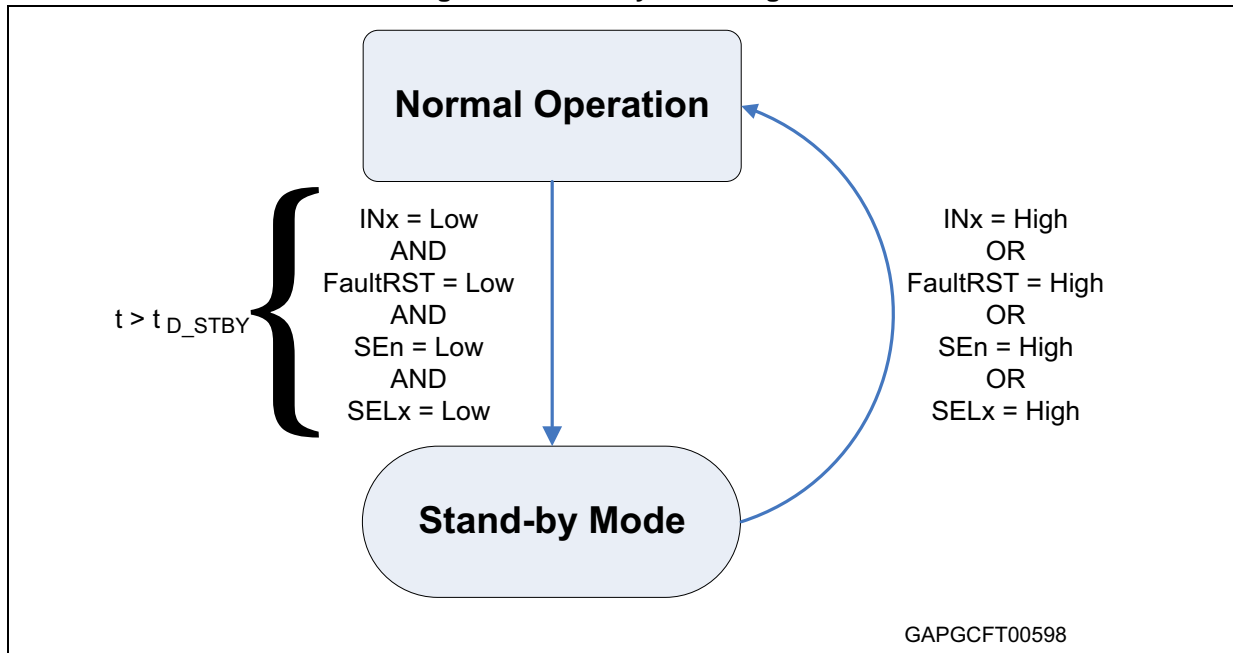 Normal Operation
t > t D_STBY
{
INx = Low
AND
FaultRST = Low
AND
SEn = Low
AND
SELx = Low
INx = High
OR
FaultRST = High
OR
SEn = High
OR
SELx = High
Stand-by Mode
GAPGCFT00598